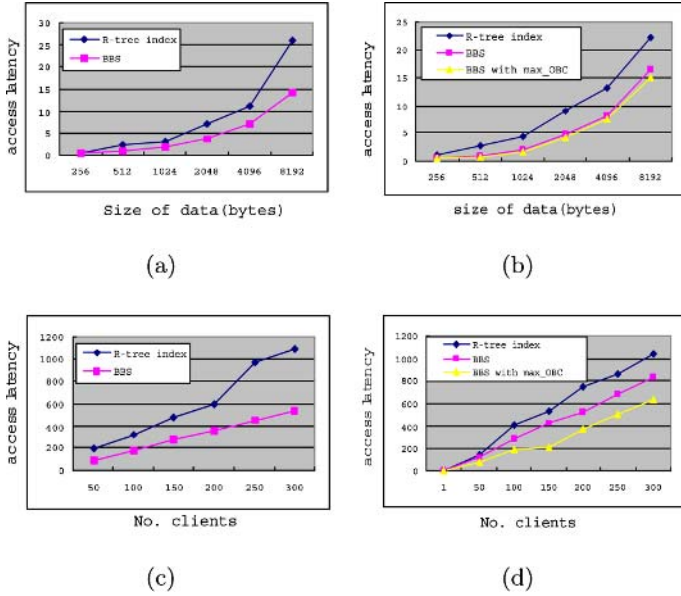 30
25
20
15
10
5
0
access latency
R-tree index
BBS
256 512 1024 2048 4096 8192
Size of data(bytes)
(a)
25
20
15
10
5
0
access latency
R-tree index
BBS
BBS with max_OBC
256 512 1024 2048 4096 8192
size of data(bytes)
(b)
1200
1000
800
600
400
200
0
access latency
R-tree index
BBS
50 100 150 200 250 300
No. clients
(c)
1200
1000
800
600
400
200
0
access latency
R-tree index
BBS
BBS with max_OBC
1 50 100 150 200 250 300
No. clients
(d)